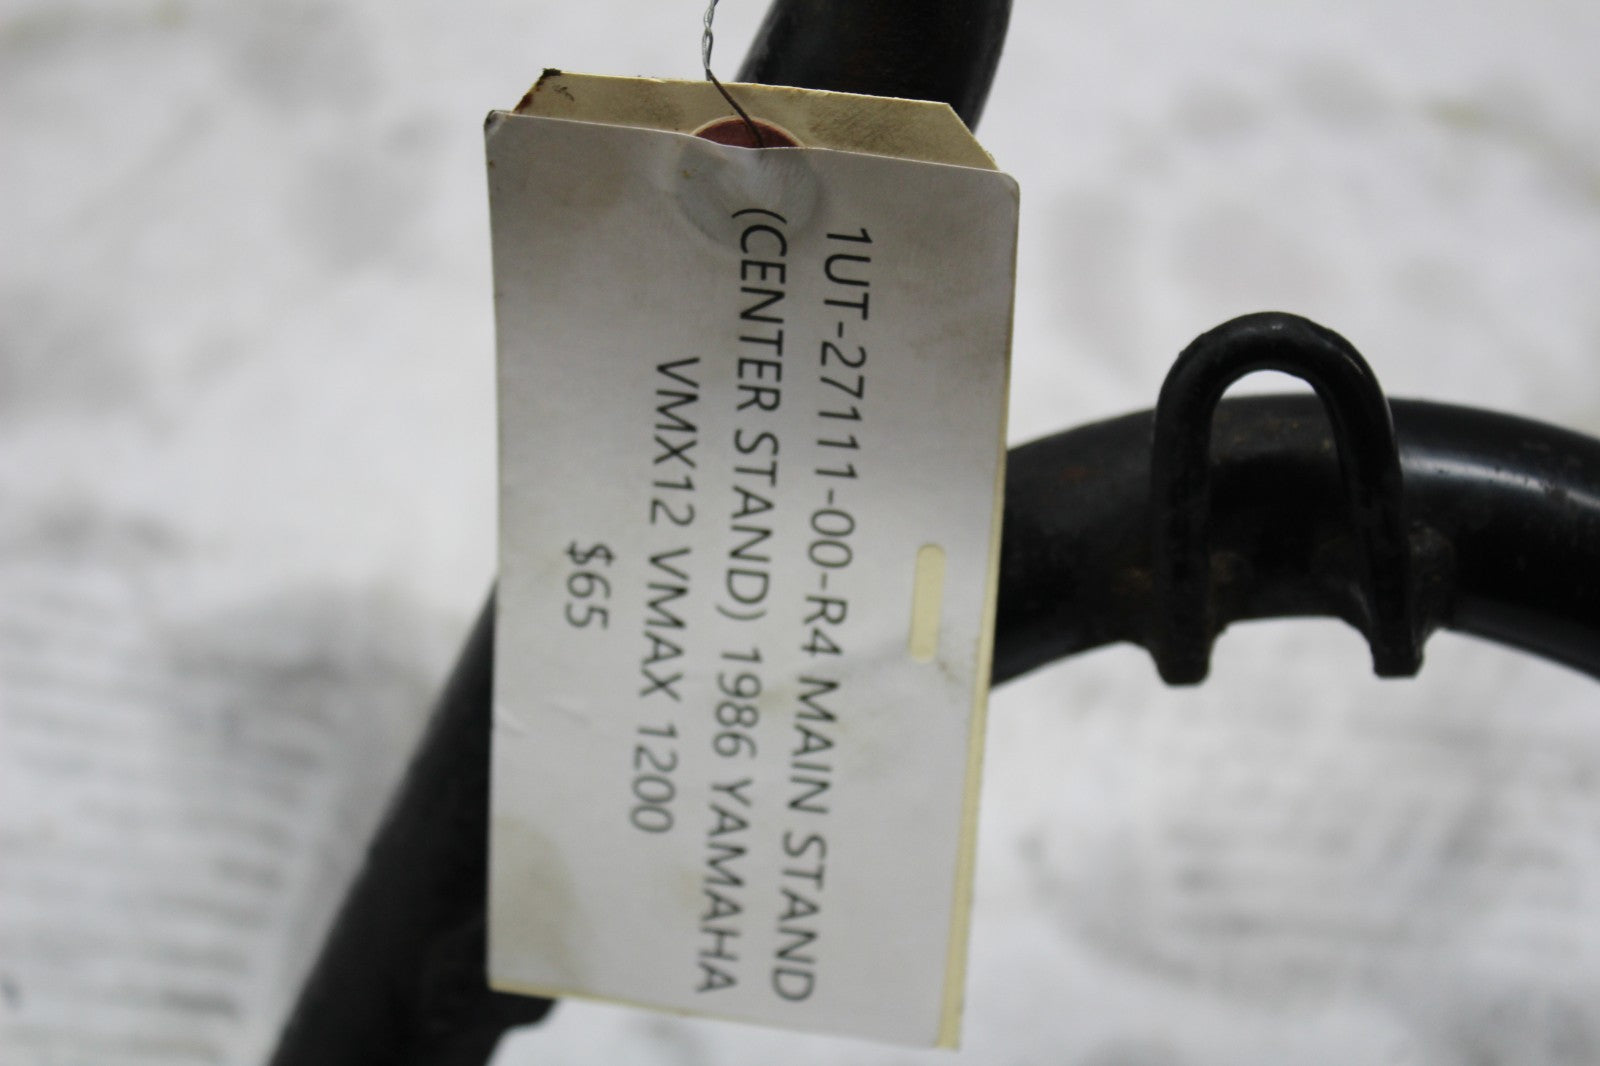 1UT-27111-00-R4 MAIN STAND
(CENTER STAND) 1986 YAMAHA
VMX12 VMAX 1200
$65